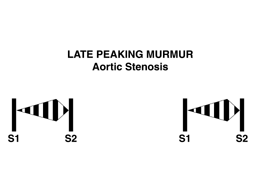 LATE PEAKING MURMUR
Aortic Stenosis
S1 S2 S1 S2